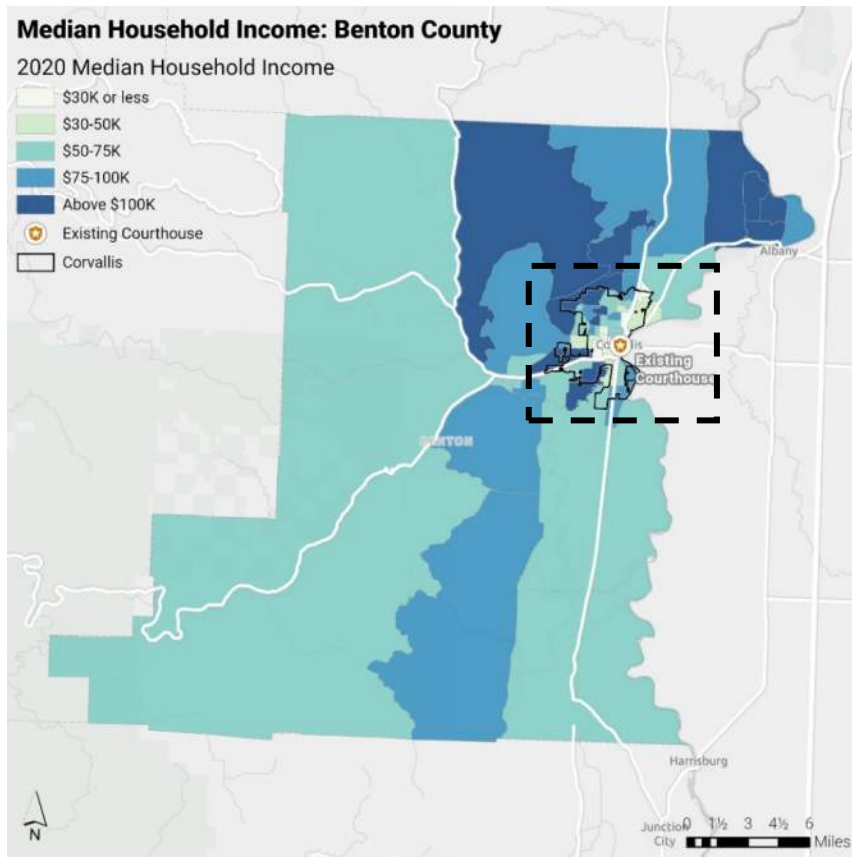 Median Household Income: Benton County
2020 Median Household Income
$30K or less
$30-50K
$50-75K
$75-100K
Above $100K
Existing Courthouse
Corvallis
Albany
Existing
Courthouse
BENTON
Harrisburg
Junction
City
0 1½ 3 4½ 6
Miles
N